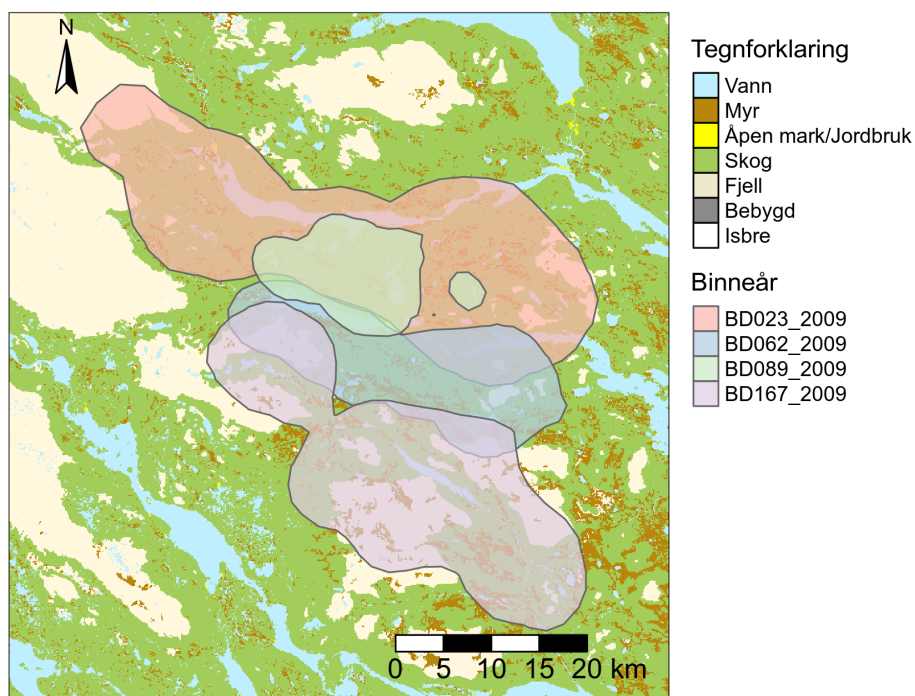 N
Tegnforklaring
Vann
Myr
Åpen mark/Jordbruk
Skog
Fjell
Bebygd
Isbre
Binneår
BD023_2009
BD062_2009
BD089_2009
BD167_2009
0 5 10 15 20 km